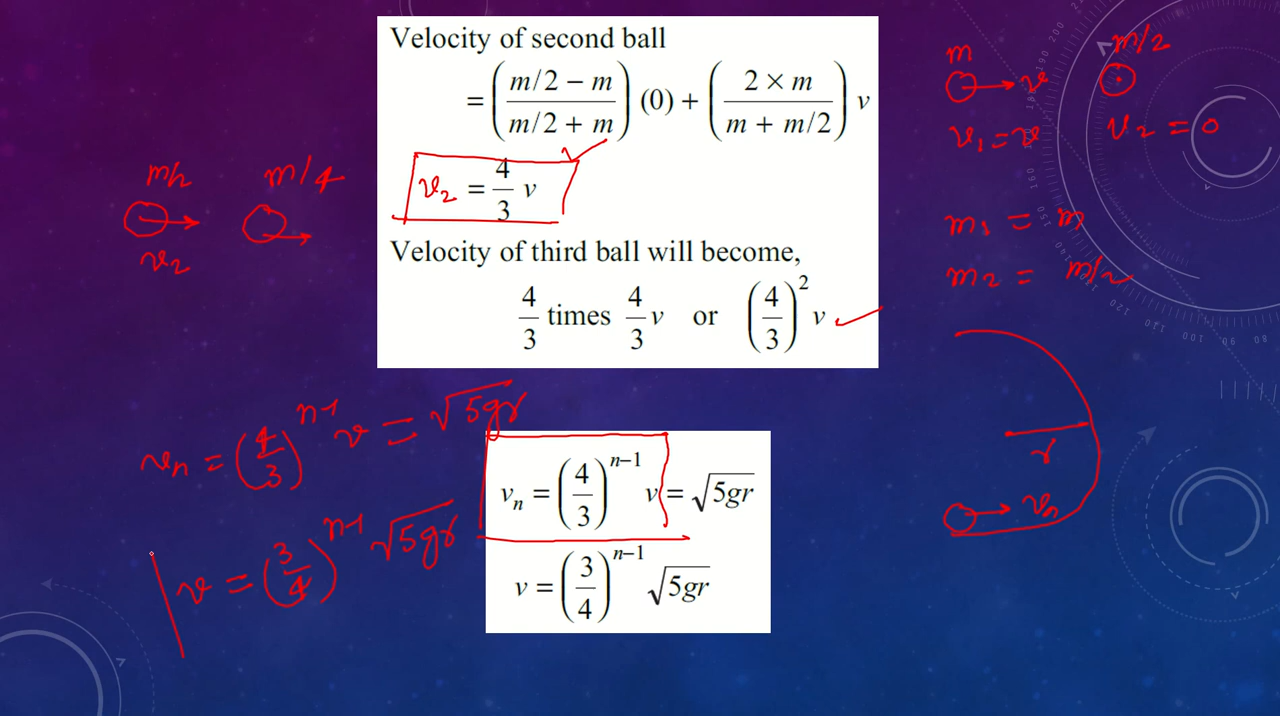 Velocity of second ball
= ( (m/2 − m) / (m/2 + m) ) (0) + ( (2 × m) / (m + m/2) ) v
v₂ = 4/3 v
Velocity of third ball will become,
4/3 times 4/3 v or (4/3)² v
m/2 m/4
v₂
m m/2
v
v₁ = v v₂ = 0
m₁ = m
m₂ = m/2
r
vₙ
vₙ = (4/3)ⁿ⁻¹ v = √5gr
v = (3/4)ⁿ⁻¹ √5gr
vₙ = (4/3)ⁿ⁻¹ v = √5gr
v = (3/4)ⁿ⁻¹ √5gr